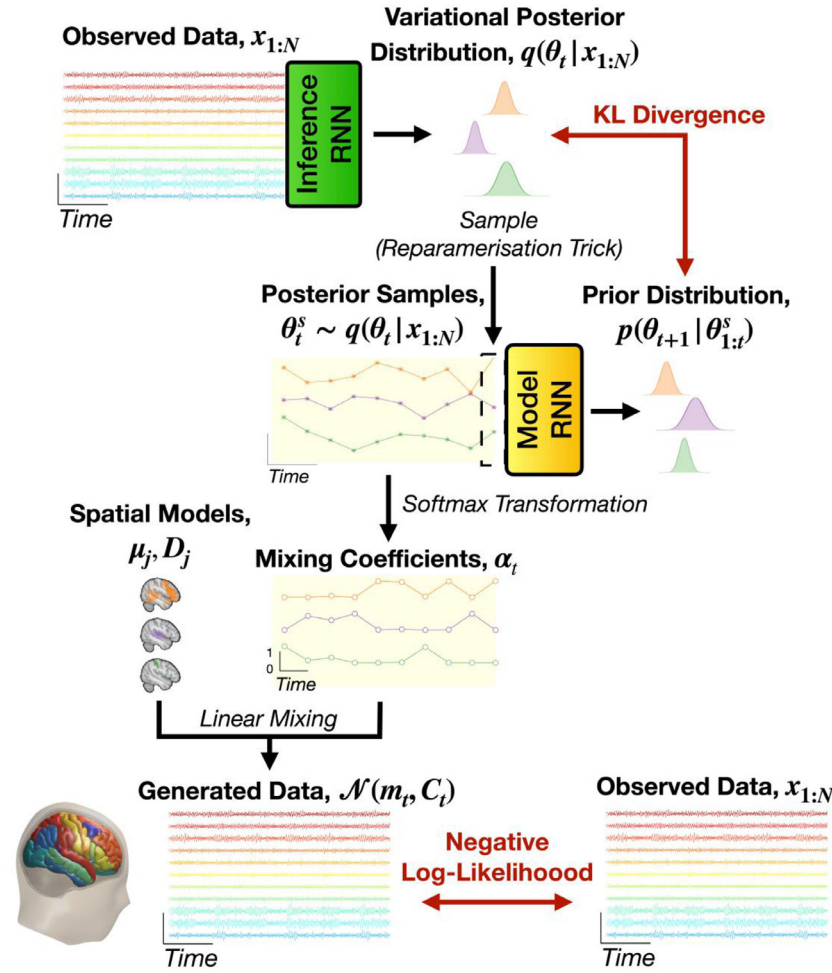 Observed Data, x₁:N
Variational Posterior
Distribution, q(θₜ|x₁:N)
Inference
RNN
Time
KL Divergence
Sample
(Reparamerisation Trick)
Posterior Samples,
θₜˢ ∼ q(θₜ|x₁:N)
Prior Distribution,
p(θₜ₊₁|θˢ₁:ₜ)
Model
RNN
Time
Softmax Transformation
Spatial Models,
μⱼ, Dⱼ
Mixing Coefficients, αₜ
1
0
Time
Linear Mixing
Generated Data, 𝒩(mₜ, Cₜ)
Time
Negative
Log-Likelihoood
Observed Data, x₁:N
Time